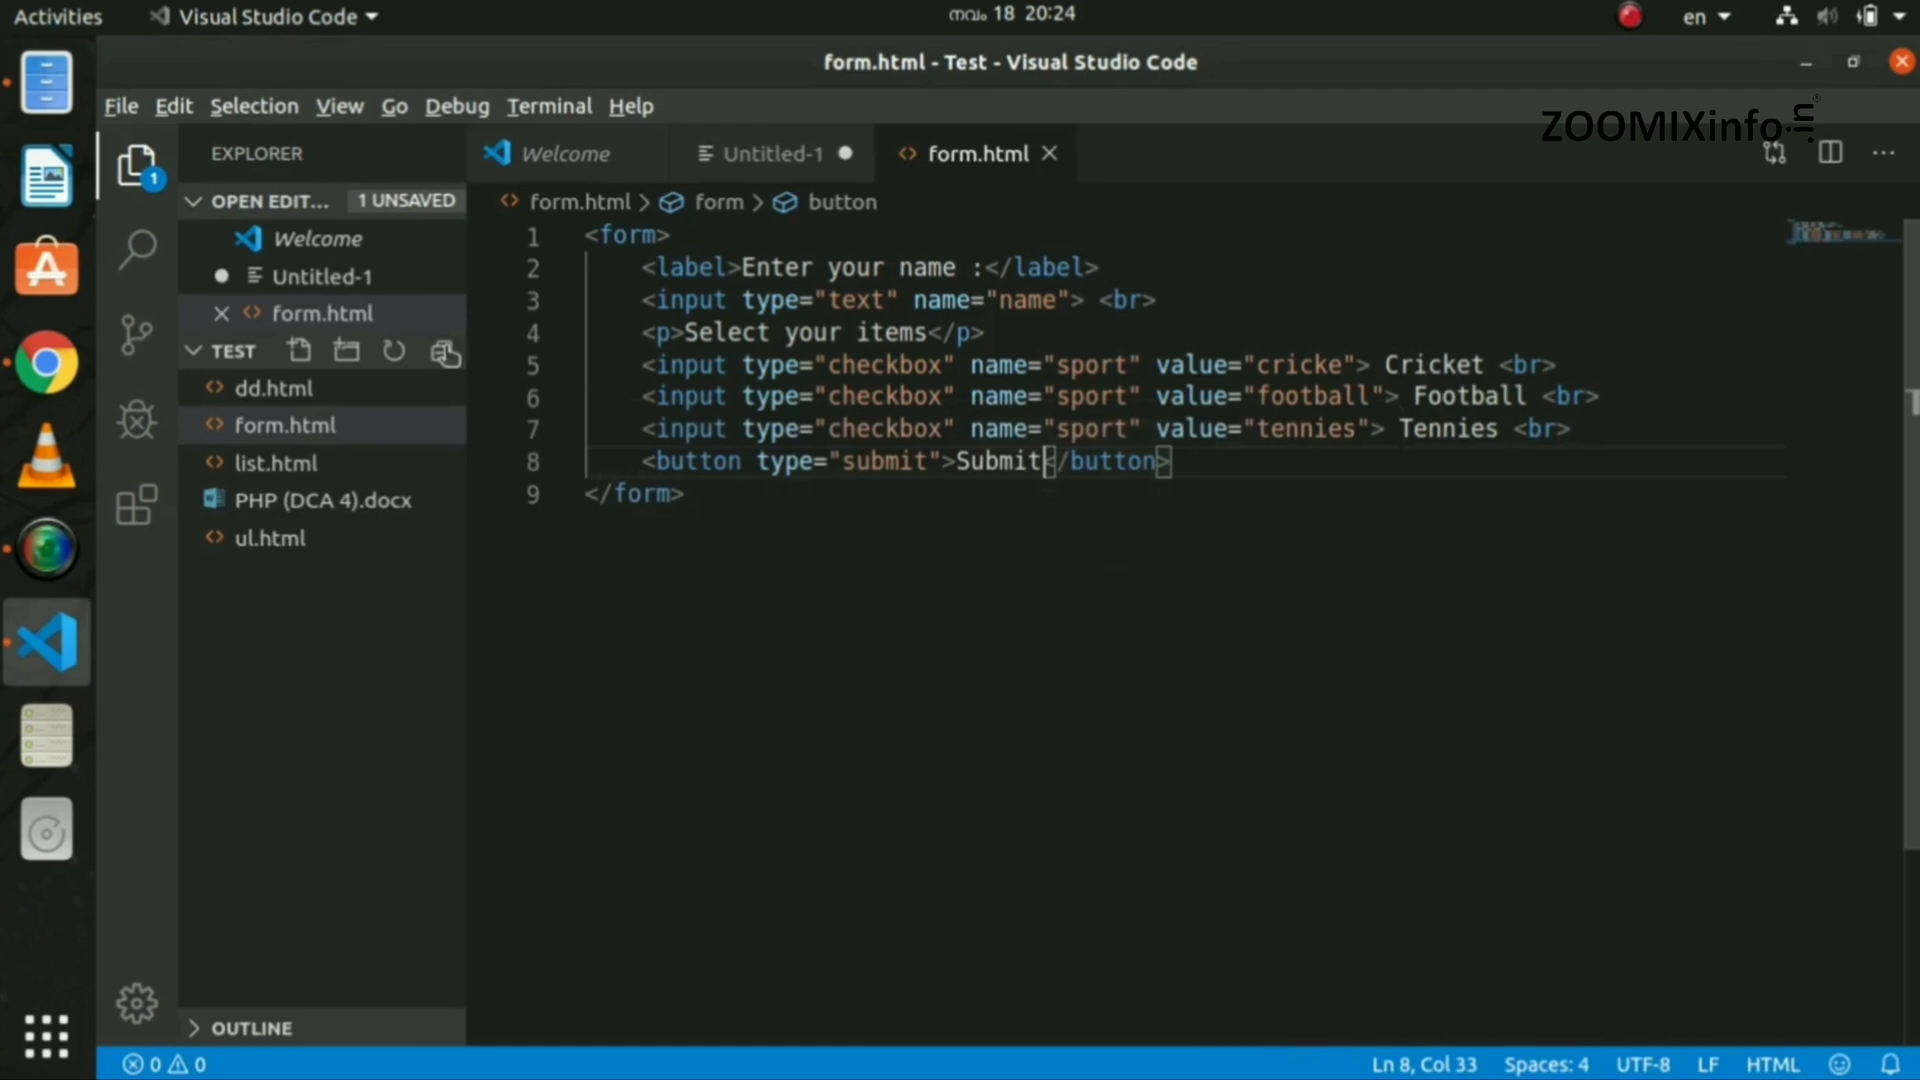 Activities
Visual Studio Code
നവം 18 20:24
en
form.html - Test - Visual Studio Code
File Edit Selection View Go Debug Terminal Help
ZOOMIXinfo.in
EXPLORER
Welcome
Untitled-1
form.html
1
OPEN EDIT... 1 UNSAVED
form.html > form > button
Welcome
Untitled-1
form.html
TEST
dd.html
form.html
list.html
PHP (DCA 4).docx
ul.html
OUTLINE
1 <form>
2 <label>Enter your name :</label>
3 <input type="text" name="name"> <br>
4 <p>Select your items</p>
5 <input type="checkbox" name="sport" value="cricke"> Cricket <br>
6 <input type="checkbox" name="sport" value="football"> Football <br>
7 <input type="checkbox" name="sport" value="tennies"> Tennies <br>
8 <button type="submit">Submit</button>
9 </form>
0 0
Ln 8, Col 33 Spaces: 4 UTF-8 LF HTML